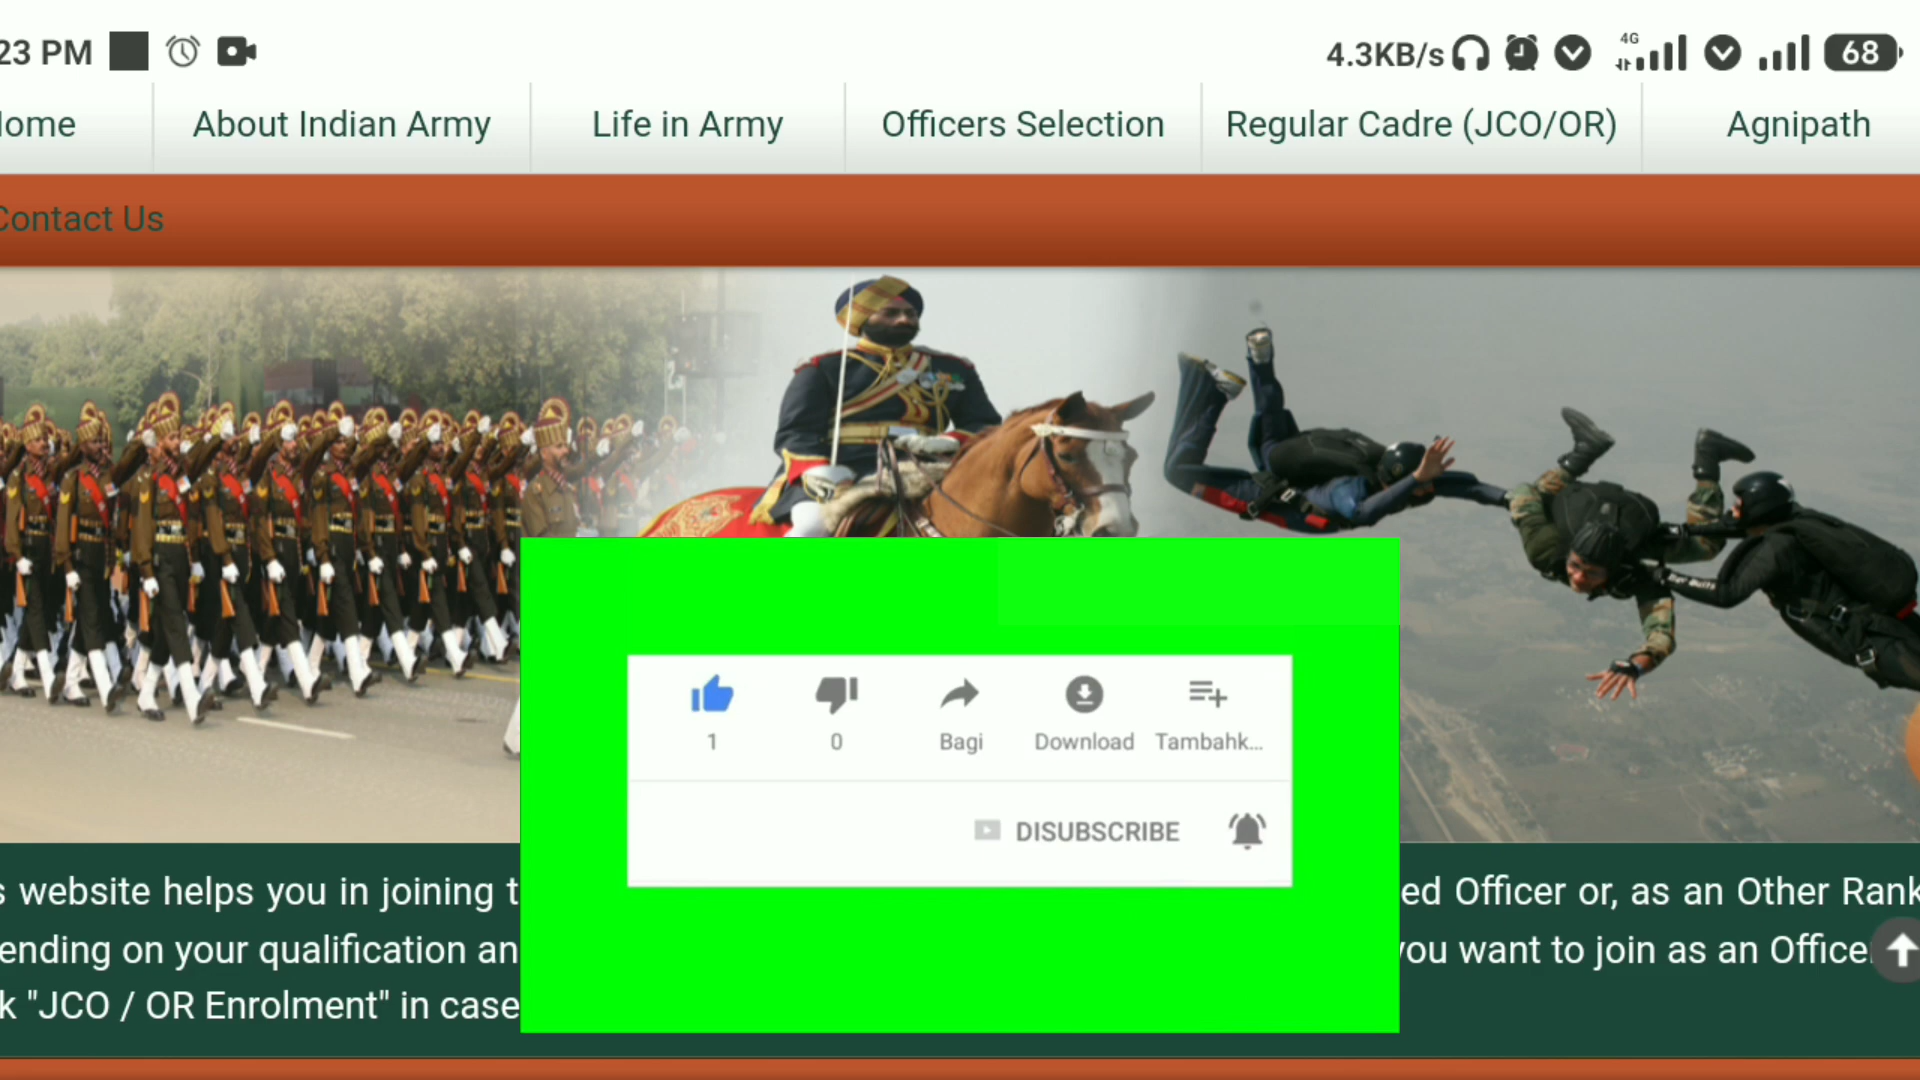 23 PM 4.3KB/s 4G 68
ome About Indian Army Life in Army Officers Selection Regular Cadre (JCO/OR) Agnipath
Contact Us
1 0 Bagi Download Tambahk...
DISUBSCRIBE
s website helps you in joining t ed Officer or, as an Other Rank
ending on your qualification an you want to join as an Office
k "JCO / OR Enrolment" in case